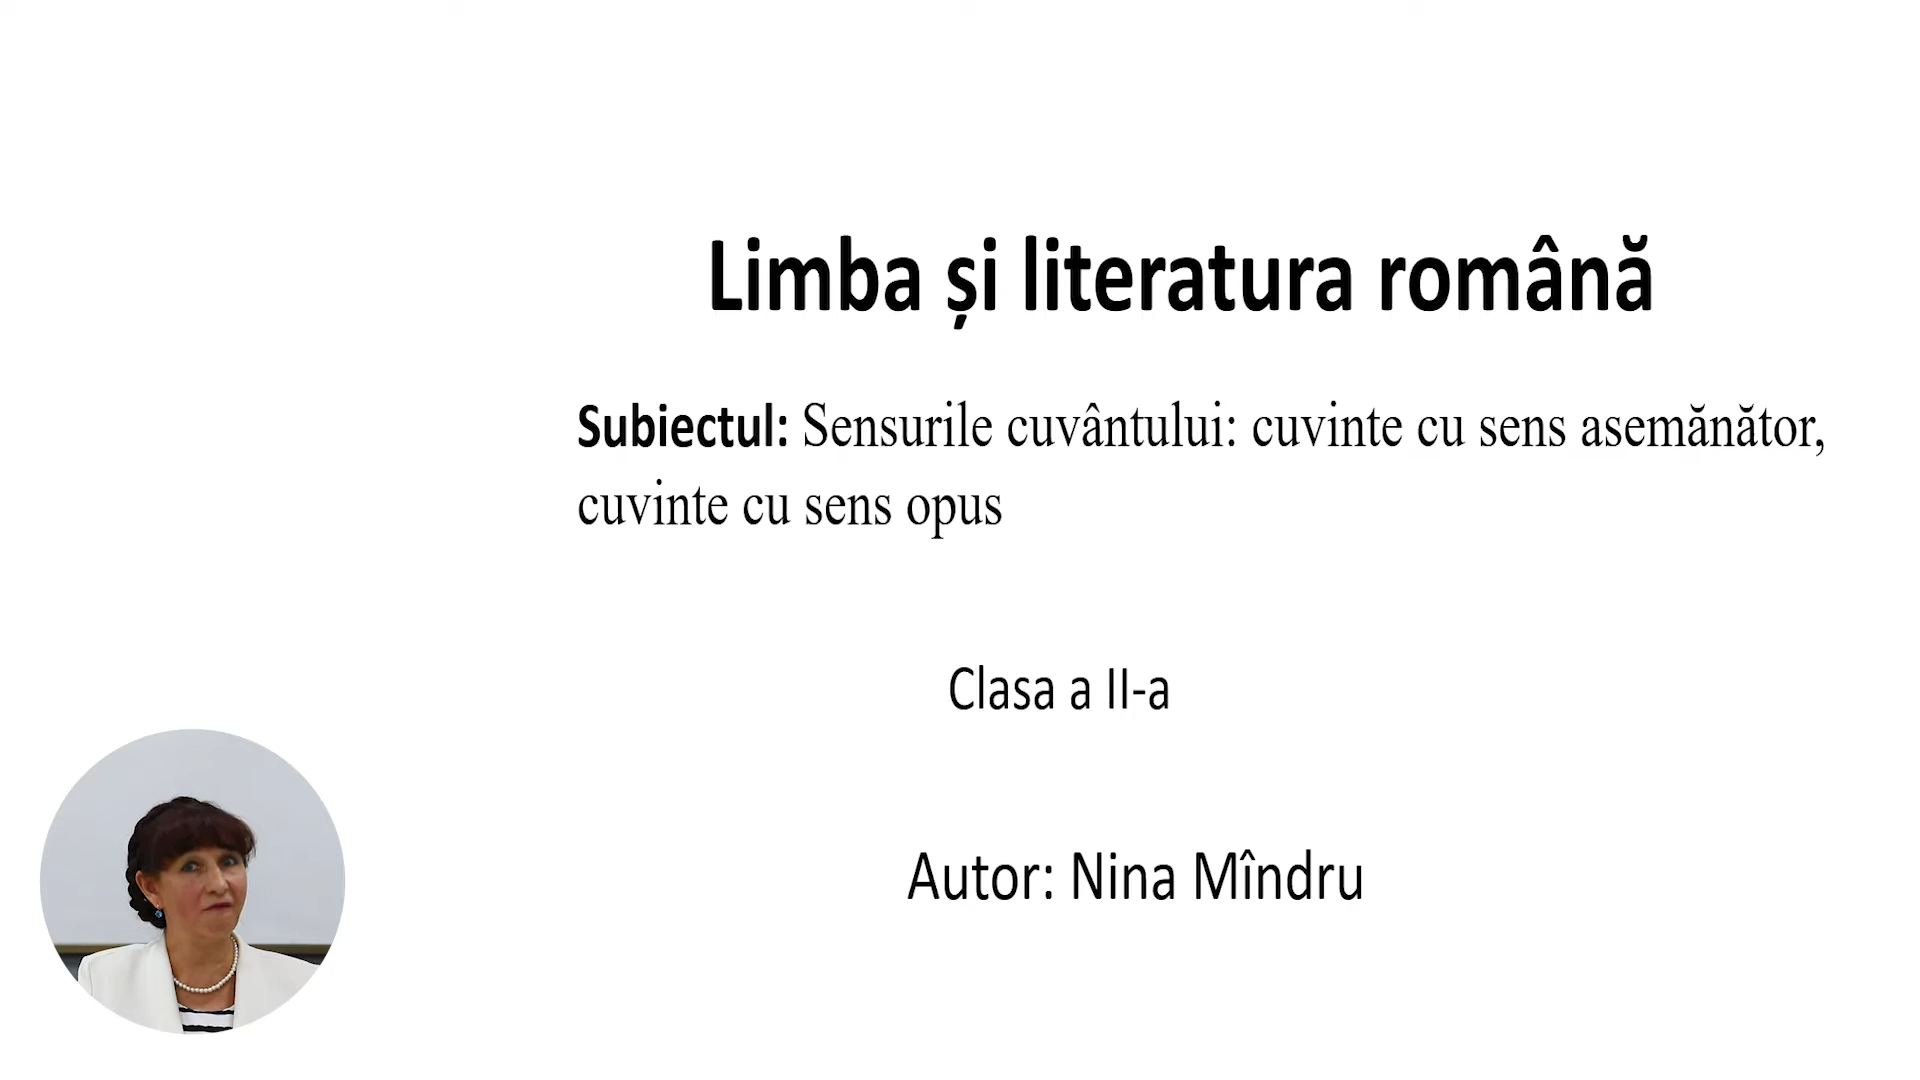 Limba și literatura română
Subiectul: Sensurile cuvântului: cuvinte cu sens asemănător,
cuvinte cu sens opus
Clasa a II-a
Autor: Nina Mîndru